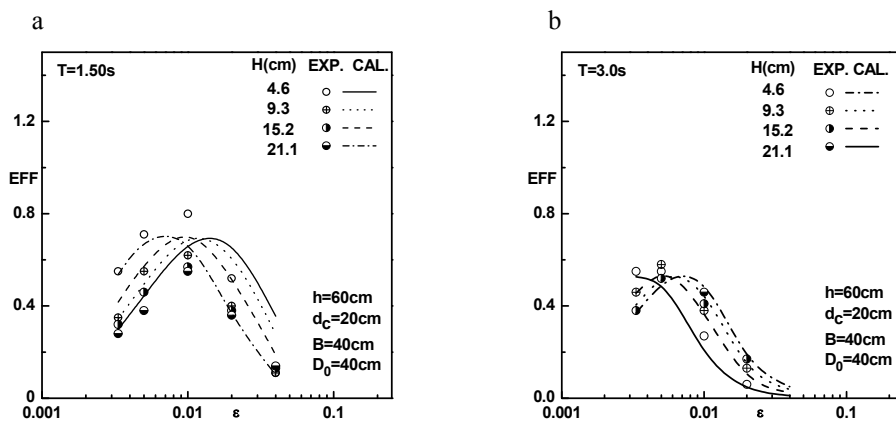 a
T=1.50s
H(cm) EXP. CAL.
4.6
9.3
15.2
21.1
1.2
EFF
0.8
0.4
0
h=60cm
dC=20cm
B=40cm
D0=40cm
0.001 0.01 ε 0.1
b
T=3.0s
H(cm) EXP. CAL.
4.6
9.3
15.2
21.1
1.2
EFF
0.8
0.4
0
h=60cm
dC=20cm
B=40cm
D0=40cm
0.001 0.01 ε 0.1